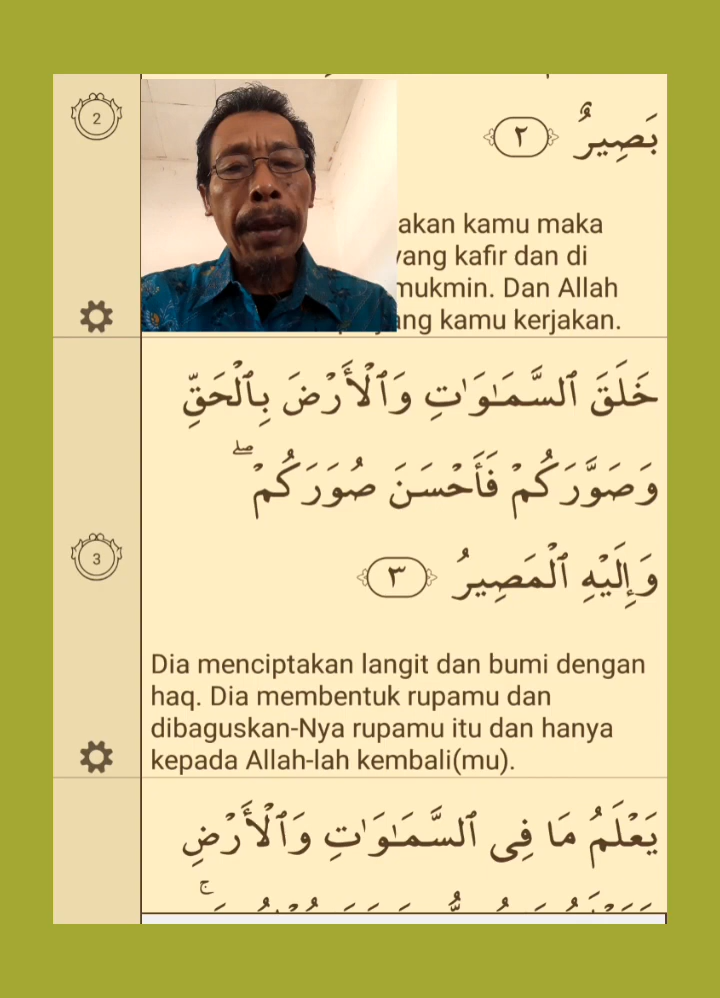 2
بَصِيرٌ ٢
akan kamu maka
yang kafir dan di
mukmin. Dan Allah
ang kamu kerjakan.
خَلَقَ ٱلسَّمَـٰوَٰتِ وَٱلْأَرْضَ بِٱلْحَقِّ
وَصَوَّرَكُمْ فَأَحْسَنَ صُوَرَكُمْ ۖ
3
وَإِلَيْهِ ٱلْمَصِيرُ ٣
Dia menciptakan langit dan bumi dengan
haq. Dia membentuk rupamu dan
dibaguskan-Nya rupamu itu dan hanya
kepada Allah-lah kembali(mu).
يَعْلَمُ مَا فِى ٱلسَّمَـٰوَٰتِ وَٱلْأَرْضِ